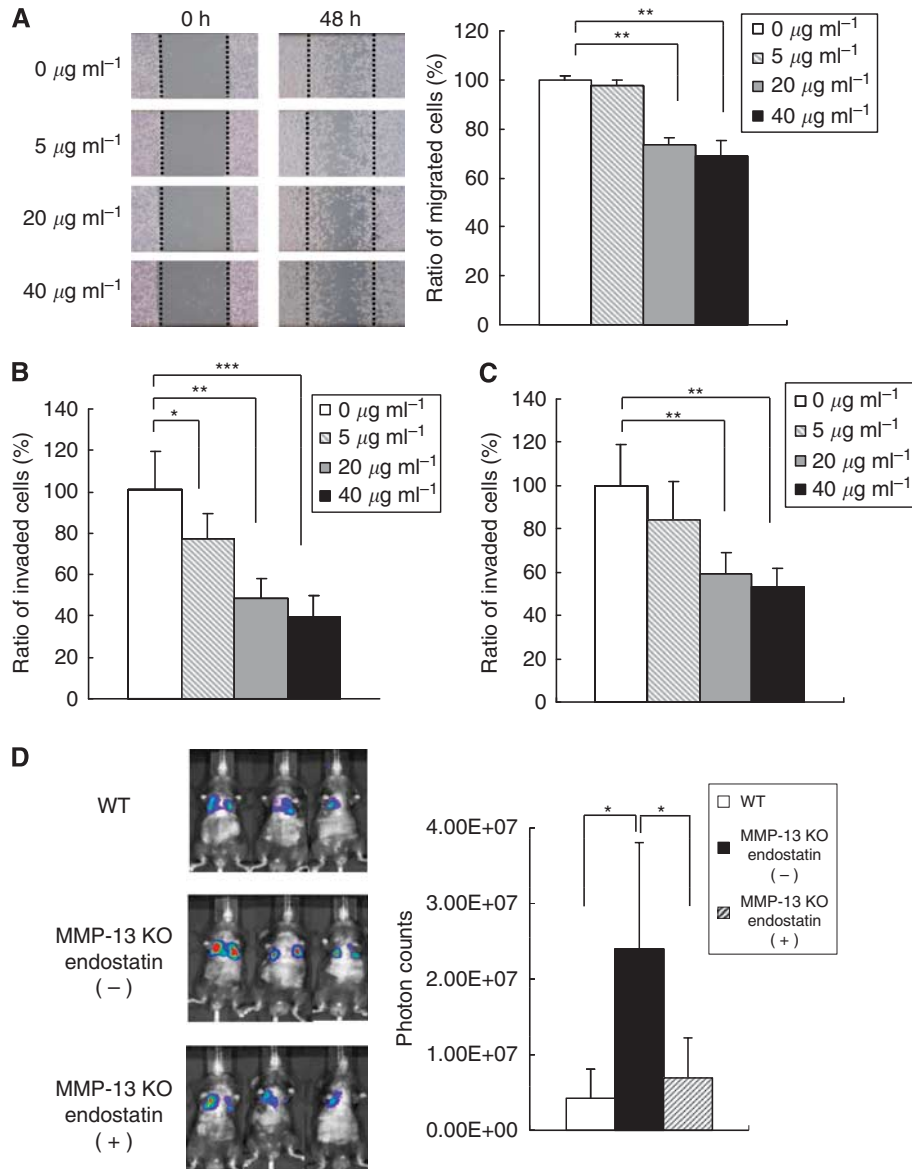 A
0 h
48 h
0 μg ml⁻¹
5 μg ml⁻¹
20 μg ml⁻¹
40 μg ml⁻¹
Ratio of migrated cells (%)
120
100
80
60
40
20
0
**
**
0 μg ml⁻¹
5 μg ml⁻¹
20 μg ml⁻¹
40 μg ml⁻¹
B
Ratio of invaded cells (%)
140
120
100
80
60
40
20
0
***
**
*
0 μg ml⁻¹
5 μg ml⁻¹
20 μg ml⁻¹
40 μg ml⁻¹
C
Ratio of invaded cells (%)
140
120
100
80
60
40
20
0
**
**
0 μg ml⁻¹
5 μg ml⁻¹
20 μg ml⁻¹
40 μg ml⁻¹
D
WT
MMP-13 KO
endostatin
( – )
MMP-13 KO
endostatin
( + )
Photon counts
4.00E+07
3.00E+07
2.00E+07
1.00E+07
0.00E+00
*
*
WT
MMP-13 KO
endostatin
( – )
MMP-13 KO
endostatin
( + )